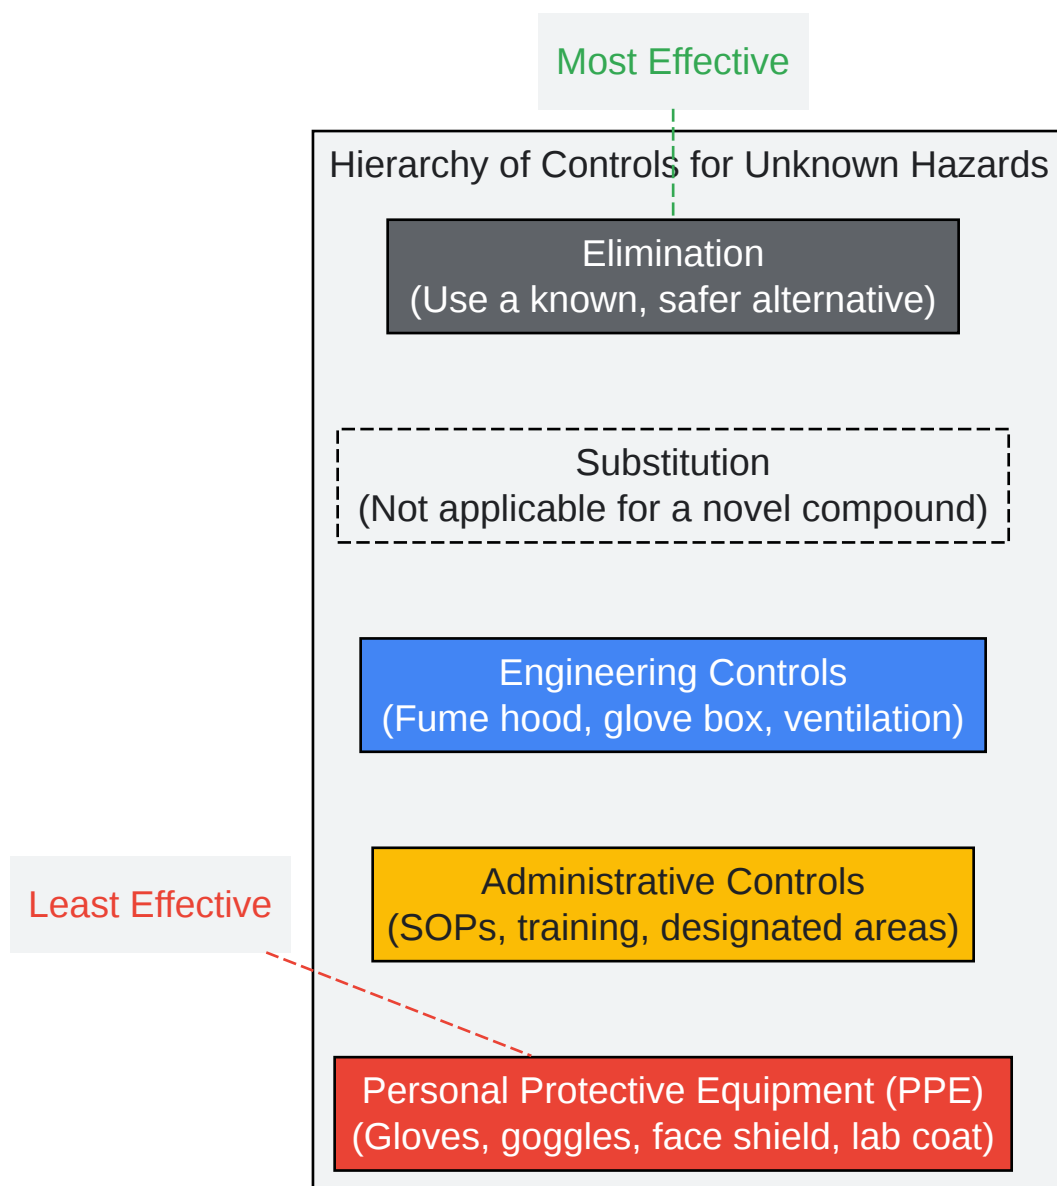 Most Effective
Hierarchy of Controls for Unknown Hazards
Elimination
(Use a known, safer alternative)
Substitution
(Not applicable for a novel compound)
Engineering Controls
(Fume hood, glove box, ventilation)
Administrative Controls
(SOPs, training, designated areas)
Least Effective
Personal Protective Equipment (PPE)
(Gloves, goggles, face shield, lab coat)